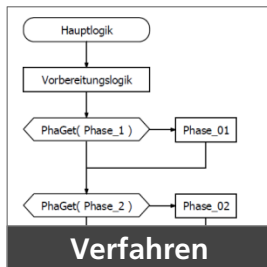 Hauptlogik
Vorbereitungslogik
PhaGet( Phase_1 )
Phase_01
PhaGet( Phase_2 )
Phase_02
Verfahren